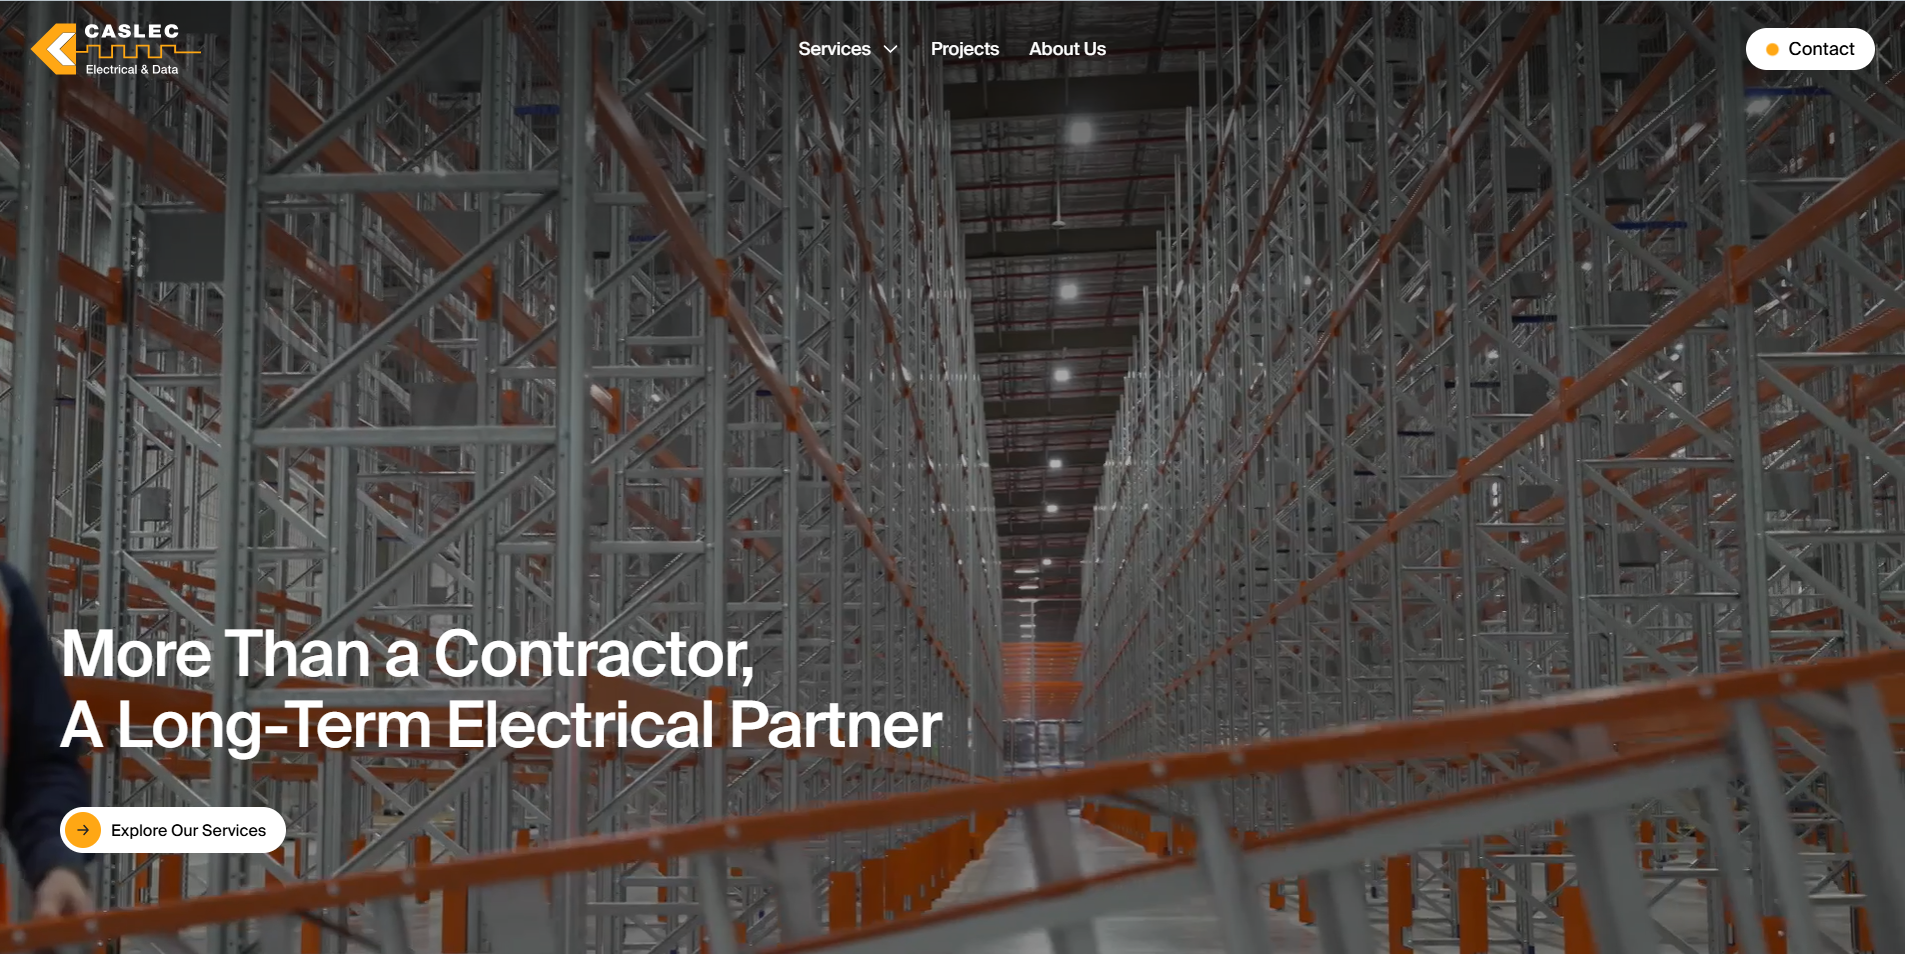 CASLEC
Electrical & Data
Services
Projects
About Us
Contact
More Than a Contractor,
A Long-Term Electrical Partner
Explore Our Services